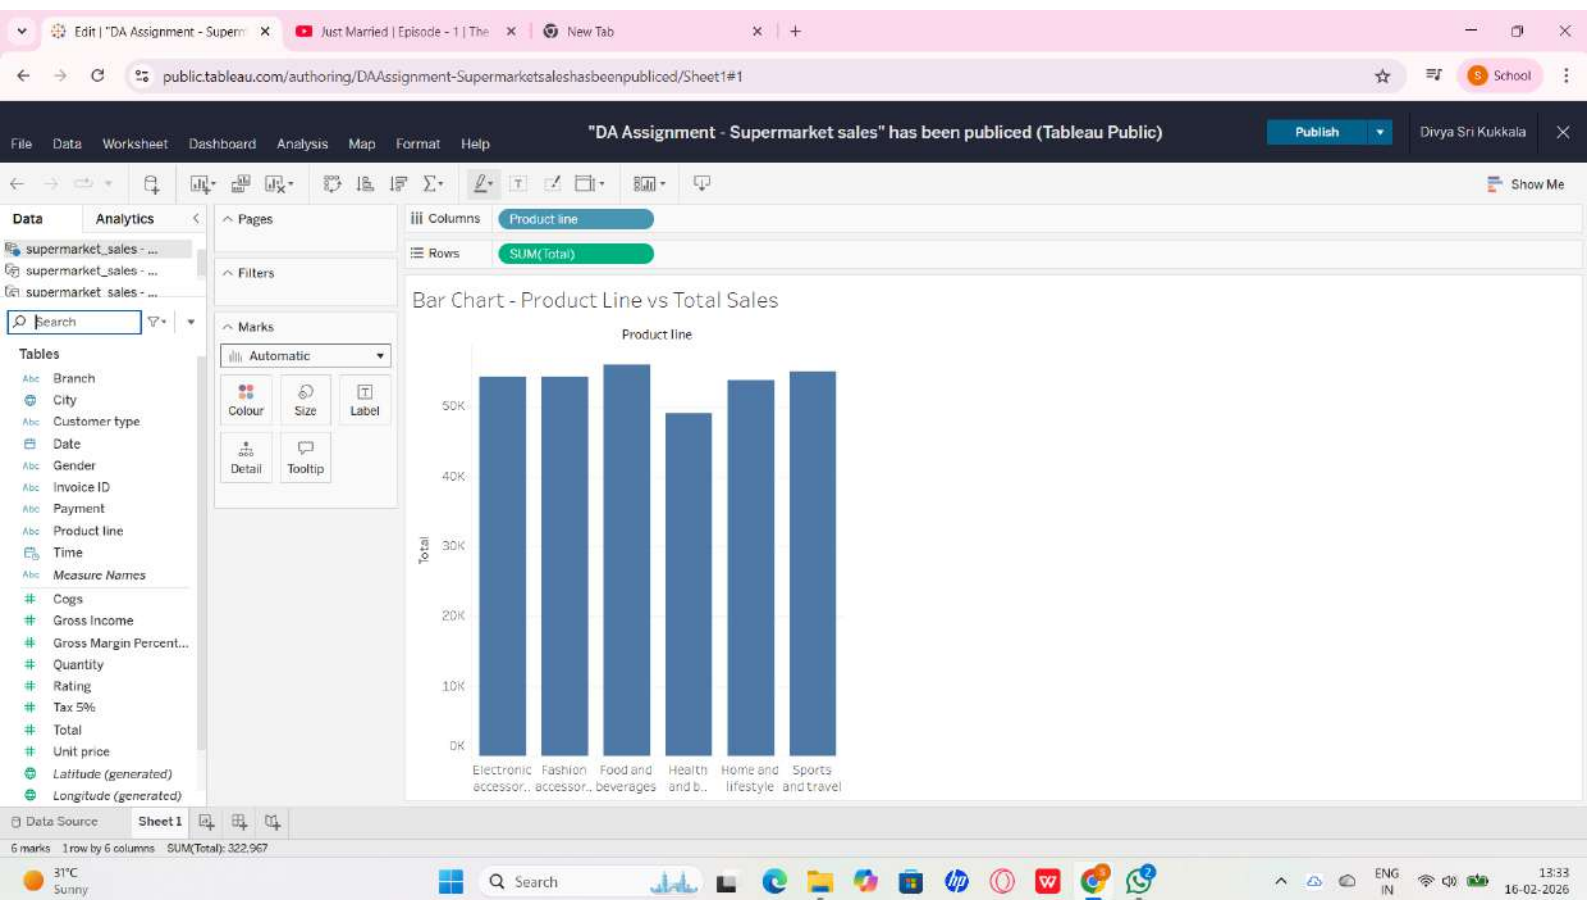 Edit | "DA Assignment - Superm
Just Married | Episode - 1 | The
New Tab
public.tableau.com/authoring/DAAssignment-Supermarketsaleshasbeenpubliced/Sheet1#1
School
File Data Worksheet Dashboard Analysis Map Format Help
"DA Assignment - Supermarket sales" has been publiced (Tableau Public)
Publish
Divya Sri Kukkala
Show Me
Data Analytics
supermarket_sales - ...
supermarket_sales - ...
supermarket_sales - ...
Search
Tables
Abc Branch
City
Abc Customer type
Date
Abc Gender
Abc Invoice ID
Abc Payment
Abc Product line
Time
Abc Measure Names
# Cogs
# Gross Income
# Gross Margin Percent...
# Quantity
# Rating
# Tax 5%
# Total
# Unit price
Latitude (generated)
Longitude (generated)
Pages
Filters
Marks
Automatic
Colour Size Label
Detail Tooltip
Columns Product line
Rows SUM(Total)
Bar Chart - Product Line vs Total Sales
Product line
50K
40K
30K
20K
10K
0K
Total
Electronic accessor..
Fashion accessor..
Food and beverages
Health and b..
Home and lifestyle
Sports and travel
Data Source Sheet 1
6 marks 1 row by 6 columns SUM(Total): 322,967
31°C
Sunny
Search
ENG
IN
13:33
16-02-2026